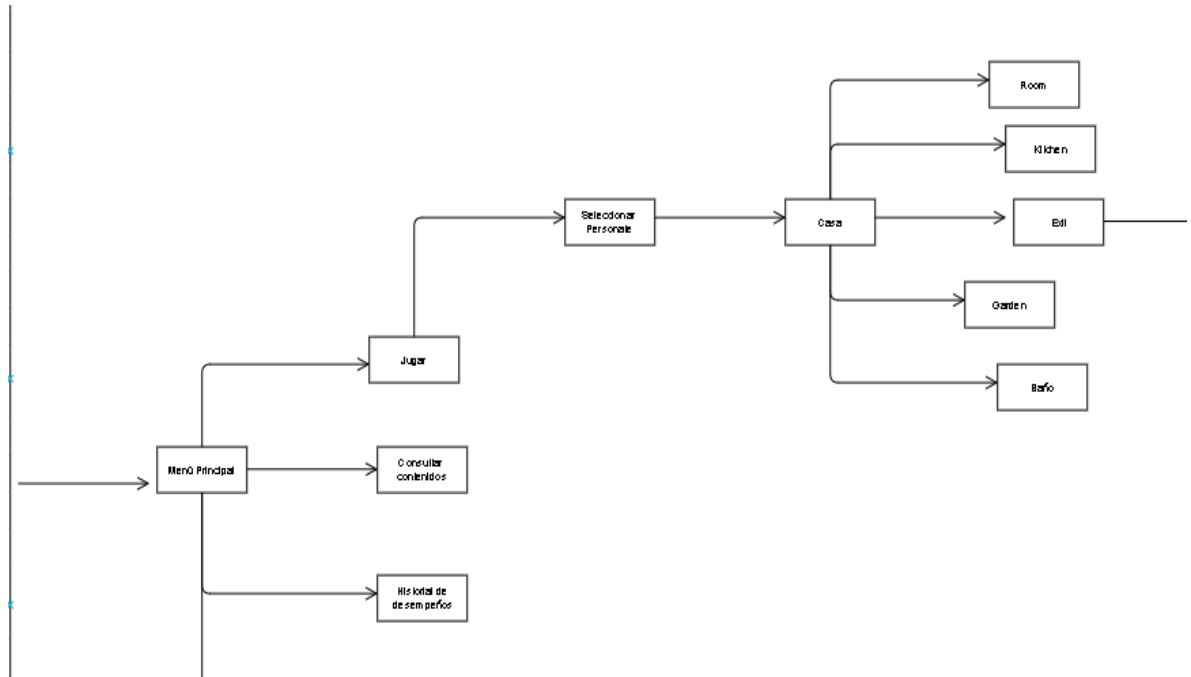 Room
Kitchen
Seleccionar
Personaje
Casa
Exit
Garden
Jugar
Baño
Menú Principal
Consultar
contenidos
Historial de
desempeños